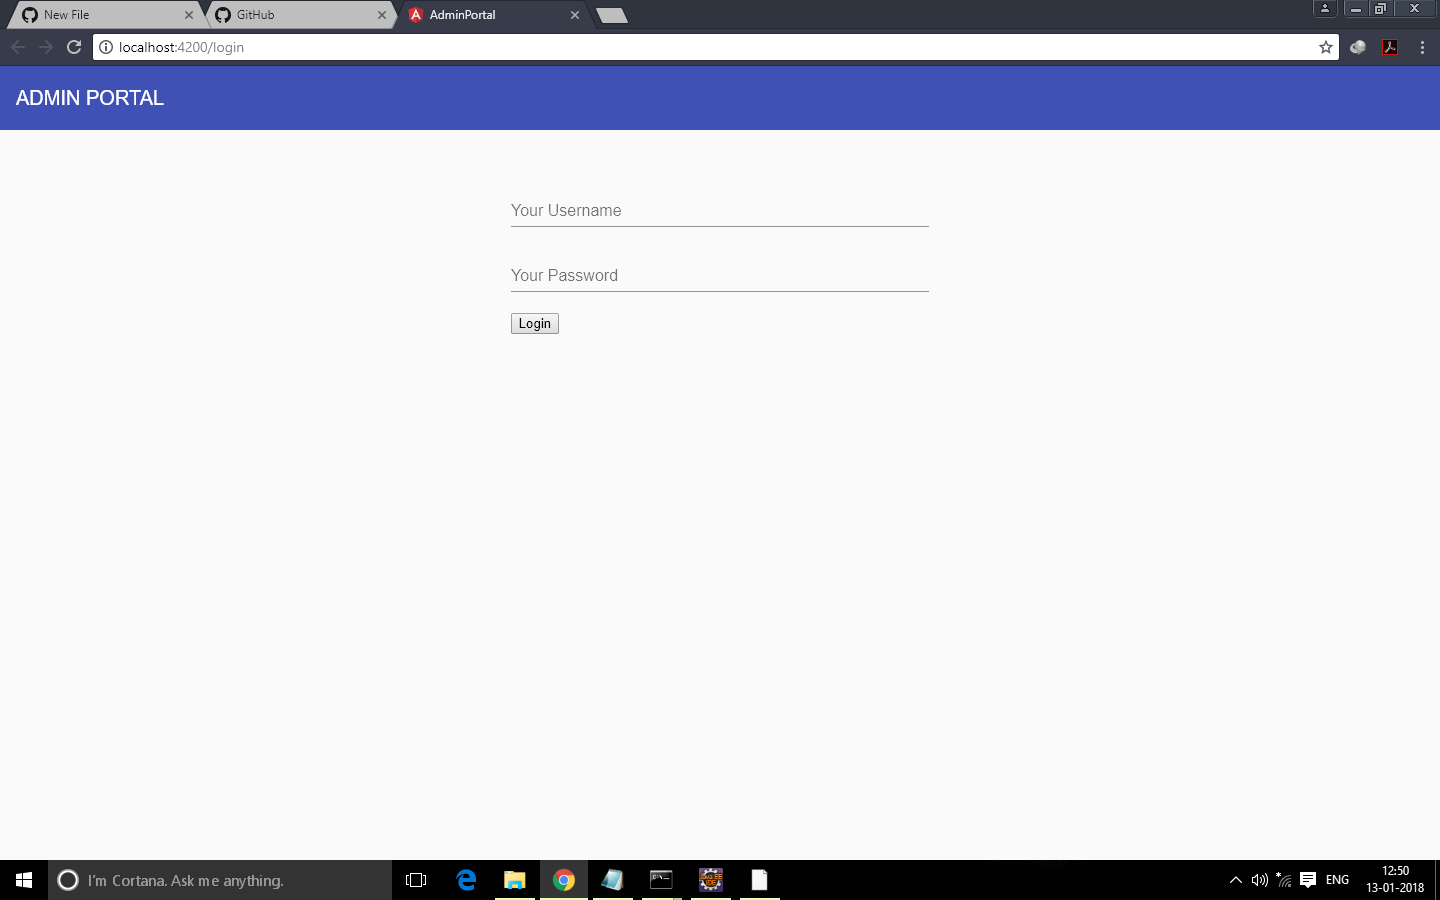 New File
GitHub
AdminPortal
localhost:4200/login
ADMIN PORTAL
Your Username
Your Password
Login
I'm Cortana. Ask me anything.
ENG
12:50
13-01-2018